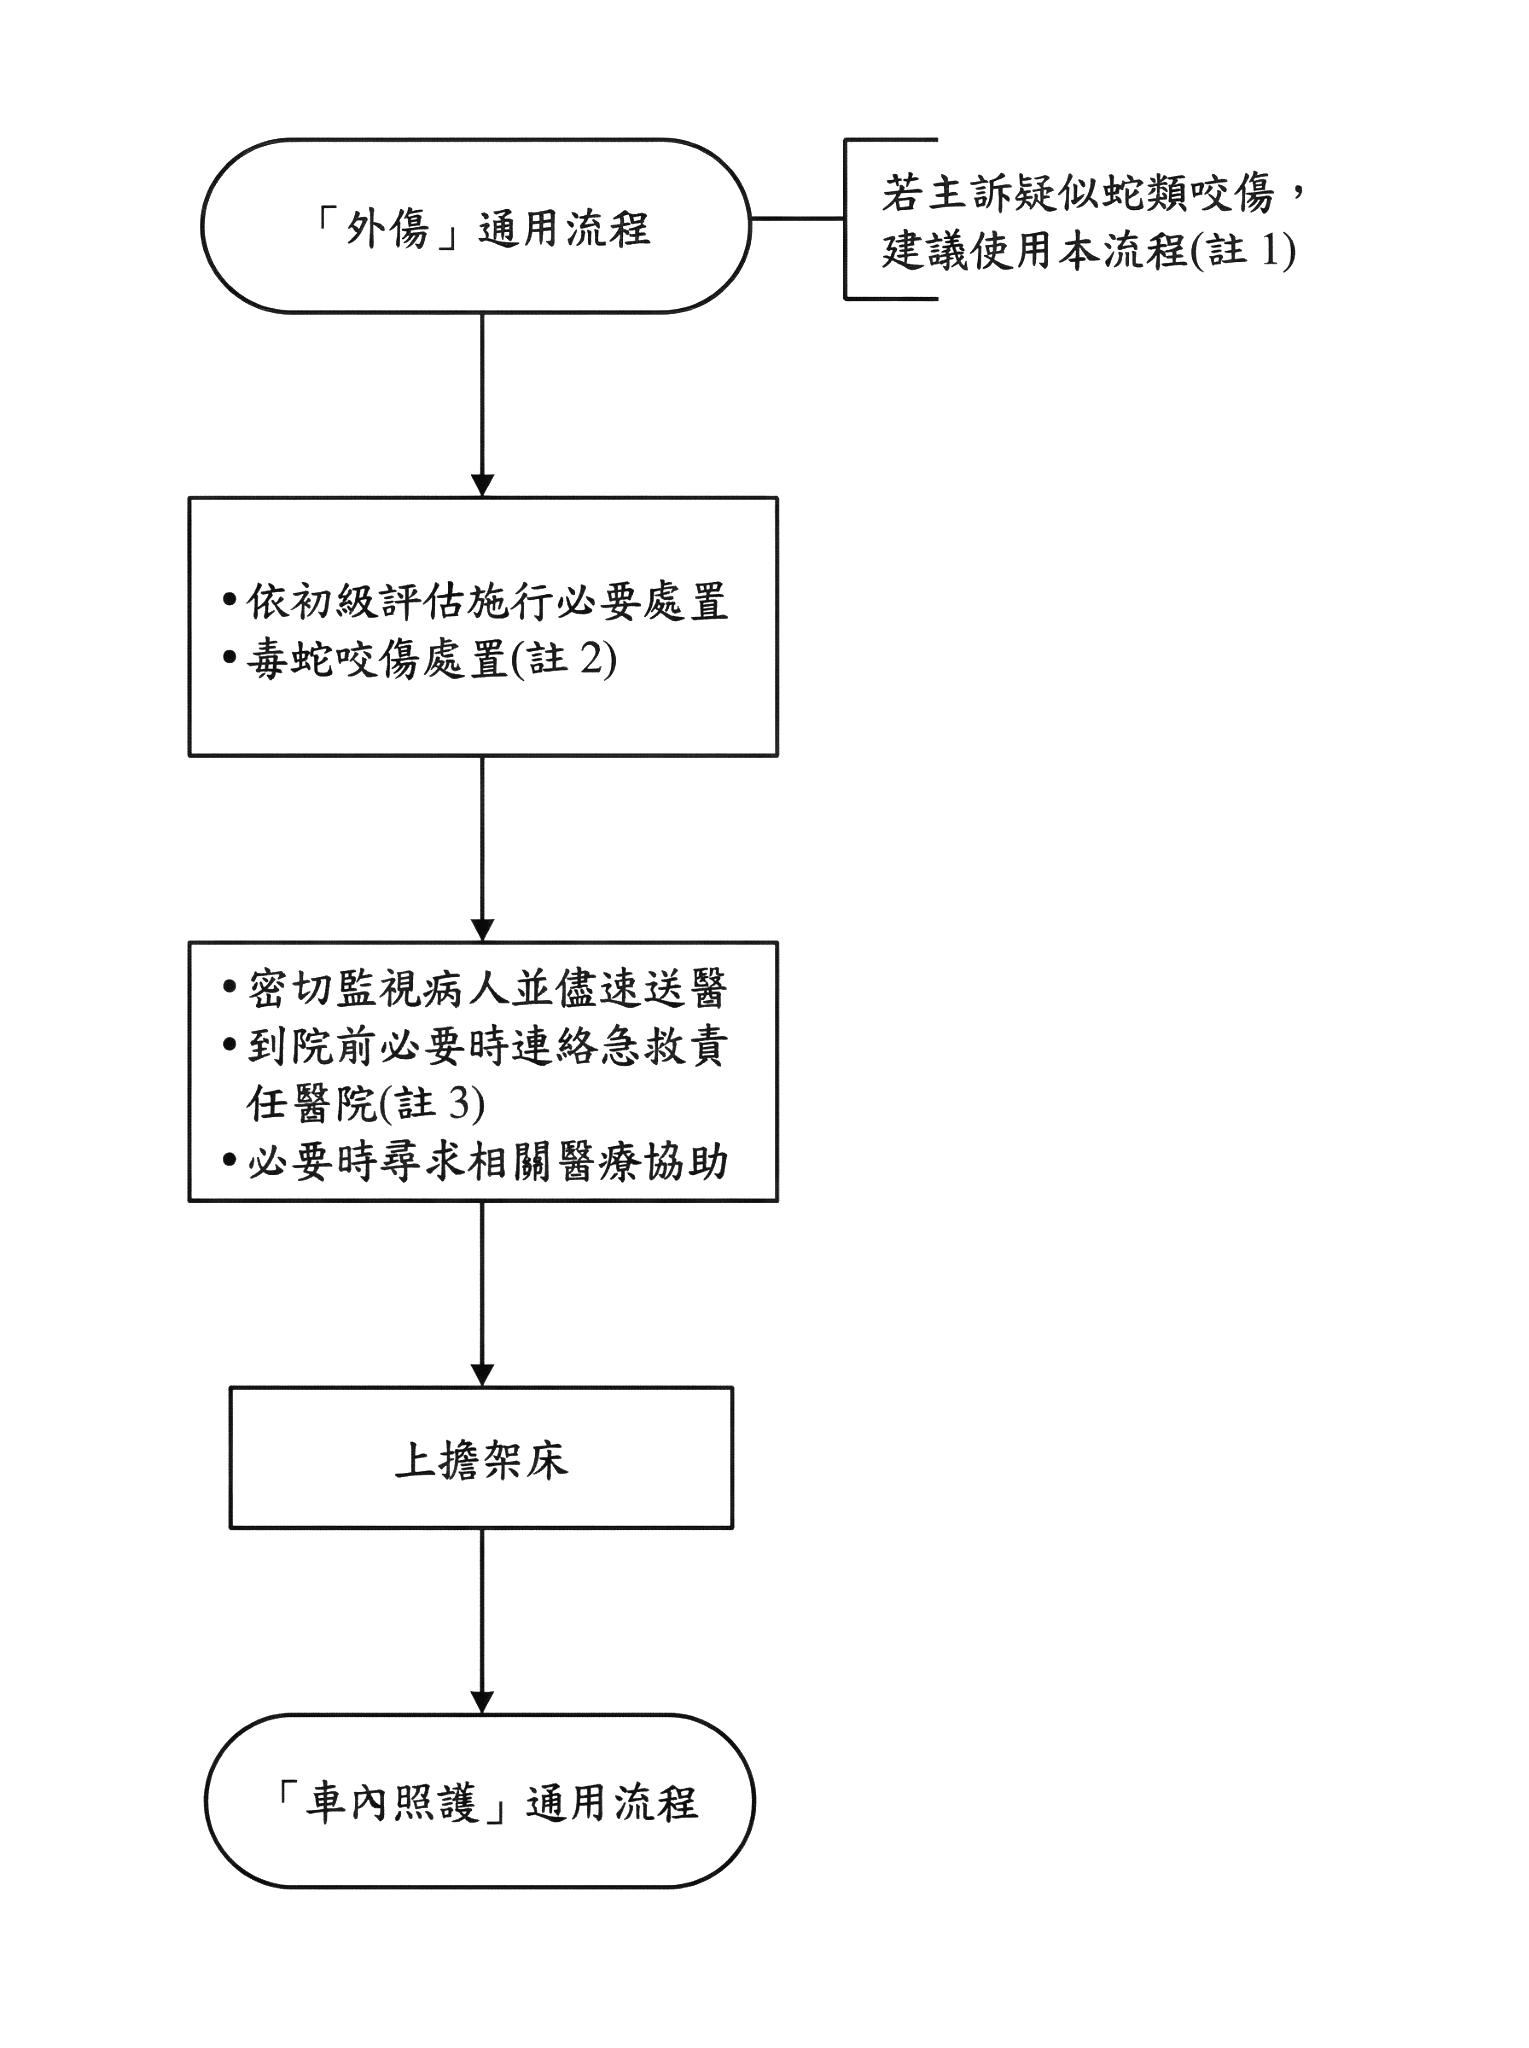 「外傷」通用流程
若主訴疑似蛇類咬傷，
建議使用本流程(註 1)
•依初級評估施行必要處置
•毒蛇咬傷處置(註 2)
•密切監視病人並儘速送醫
•到院前必要時連絡急救責
任醫院(註 3)
•必要時尋求相關醫療協助
上擔架床
「車內照護」通用流程